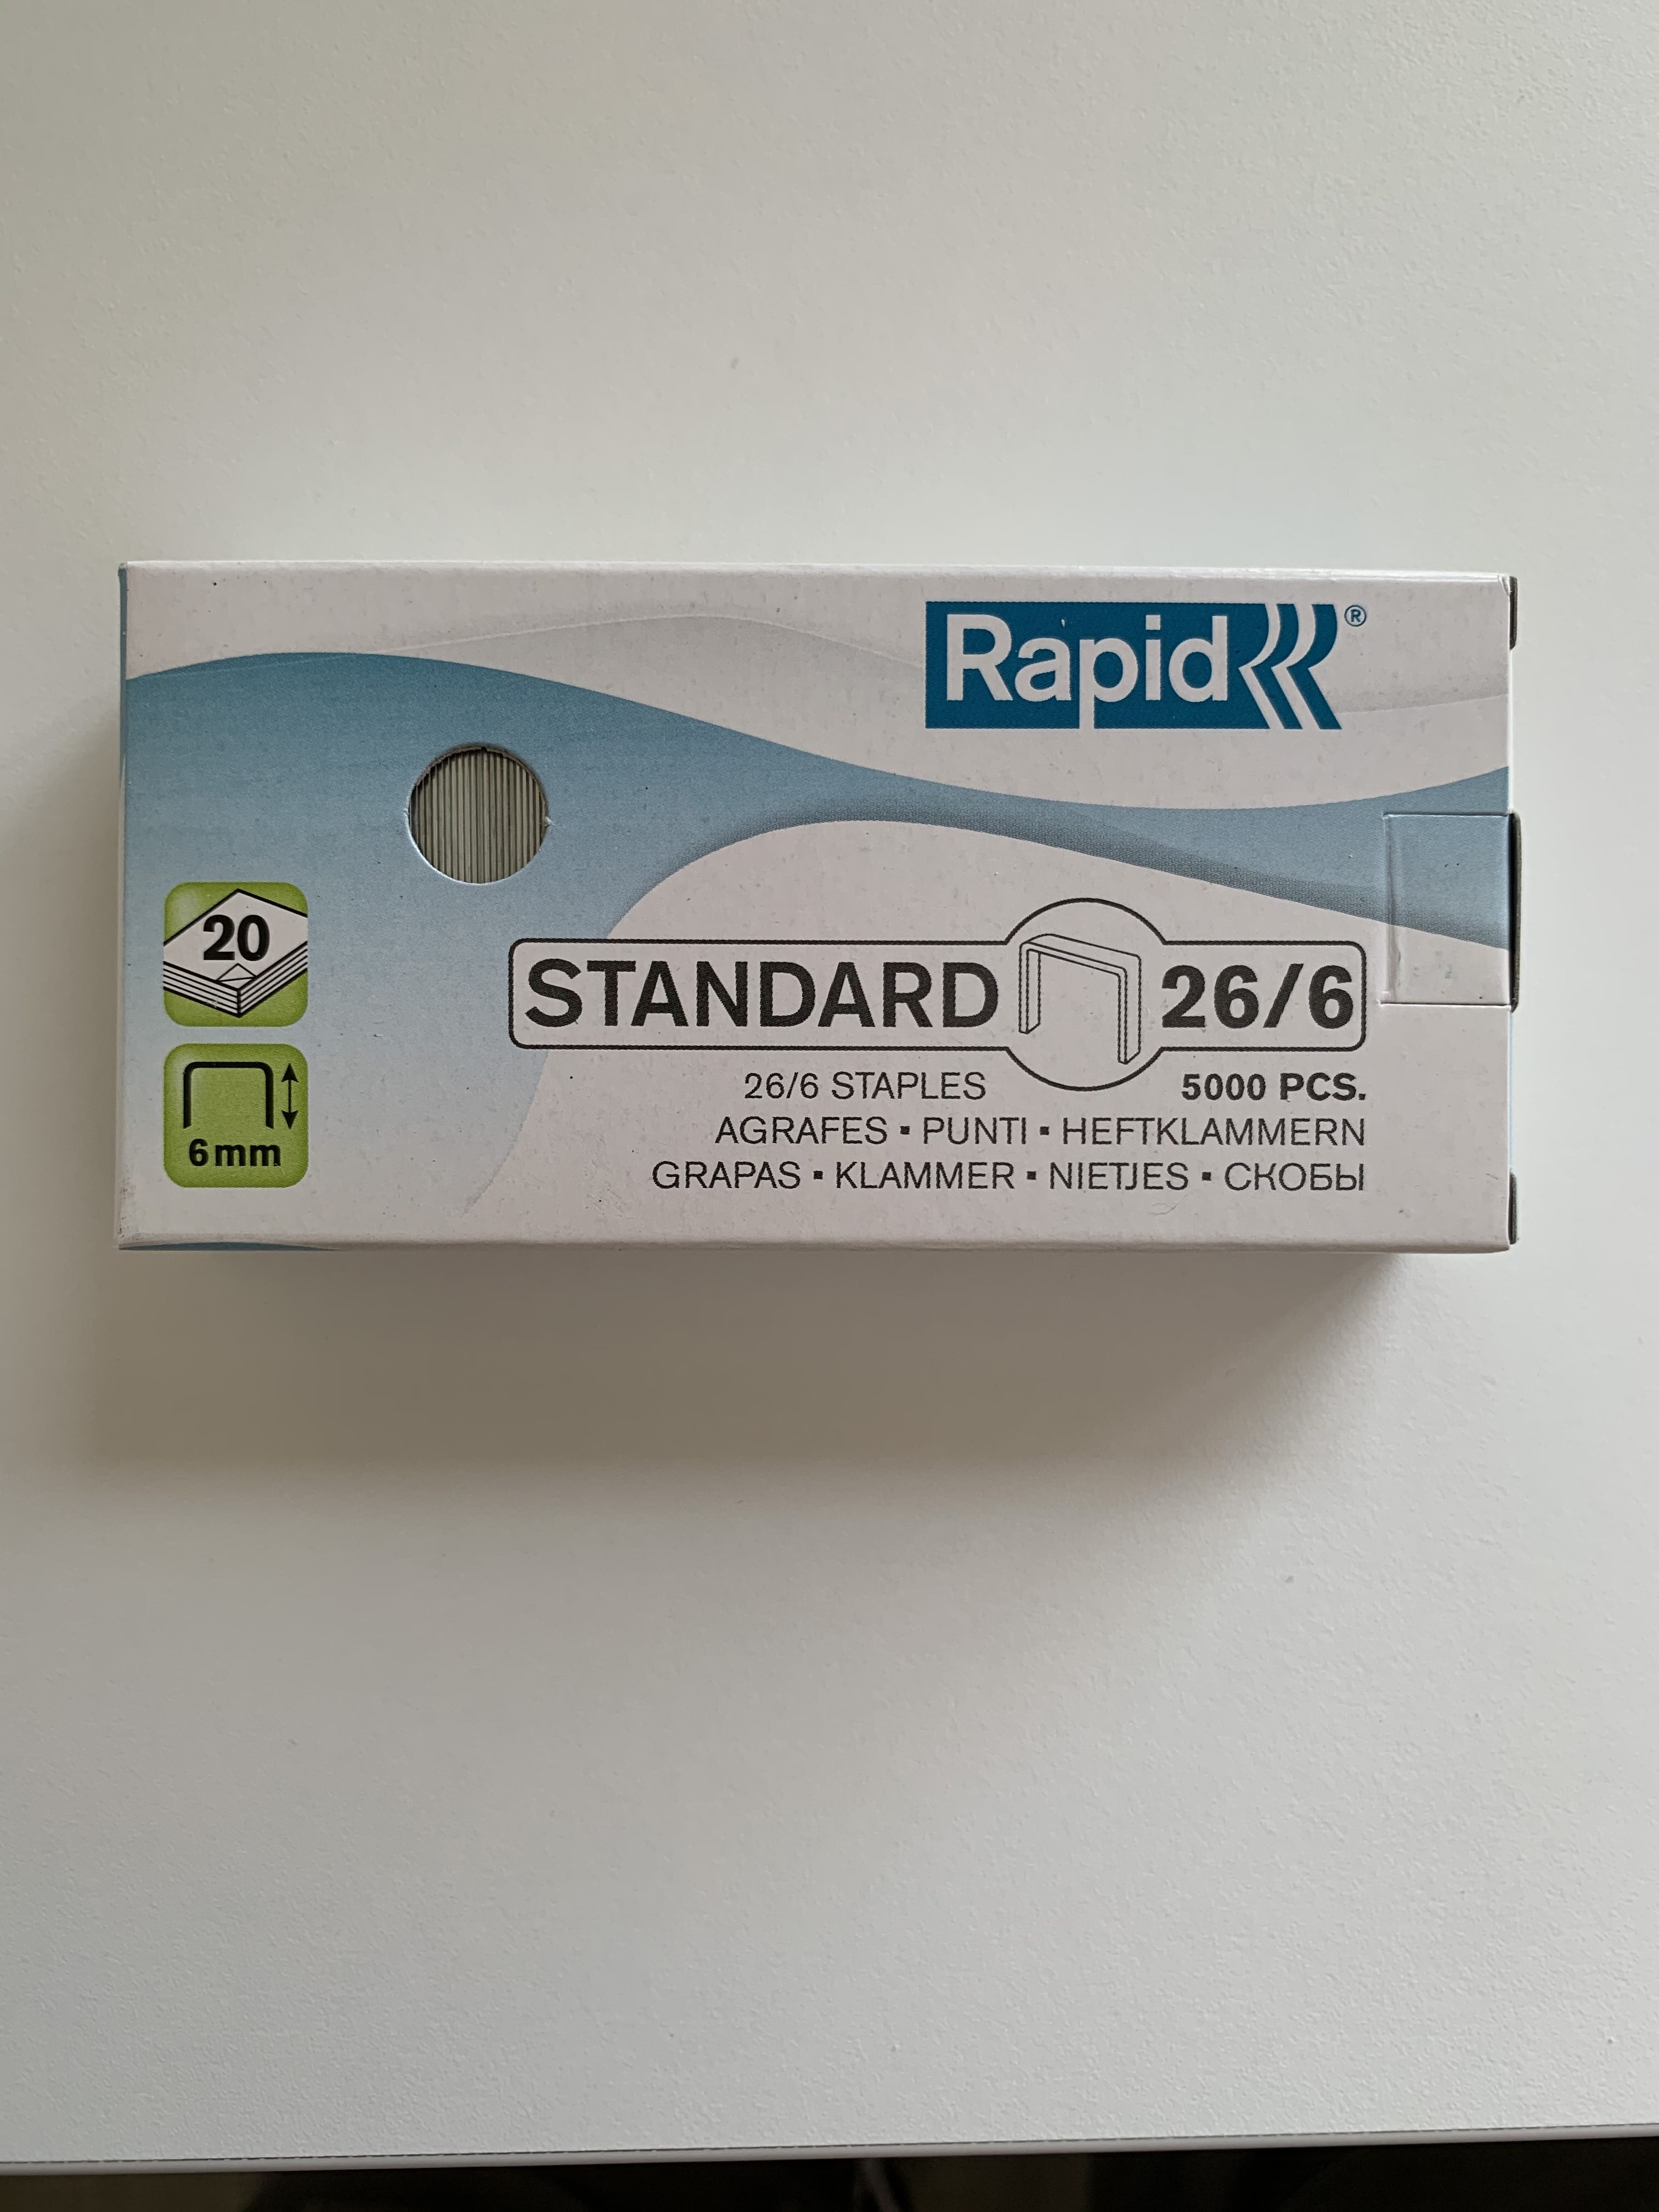 Rapid®
20
STANDARD 26/6
6mm
26/6 STAPLES 5000 PCS.
AGRAFES ▪ PUNTI ▪ HEFTKLAMMERN
GRAPAS ▪ KLAMMER ▪ NIETJES ▪ СКОБЫ